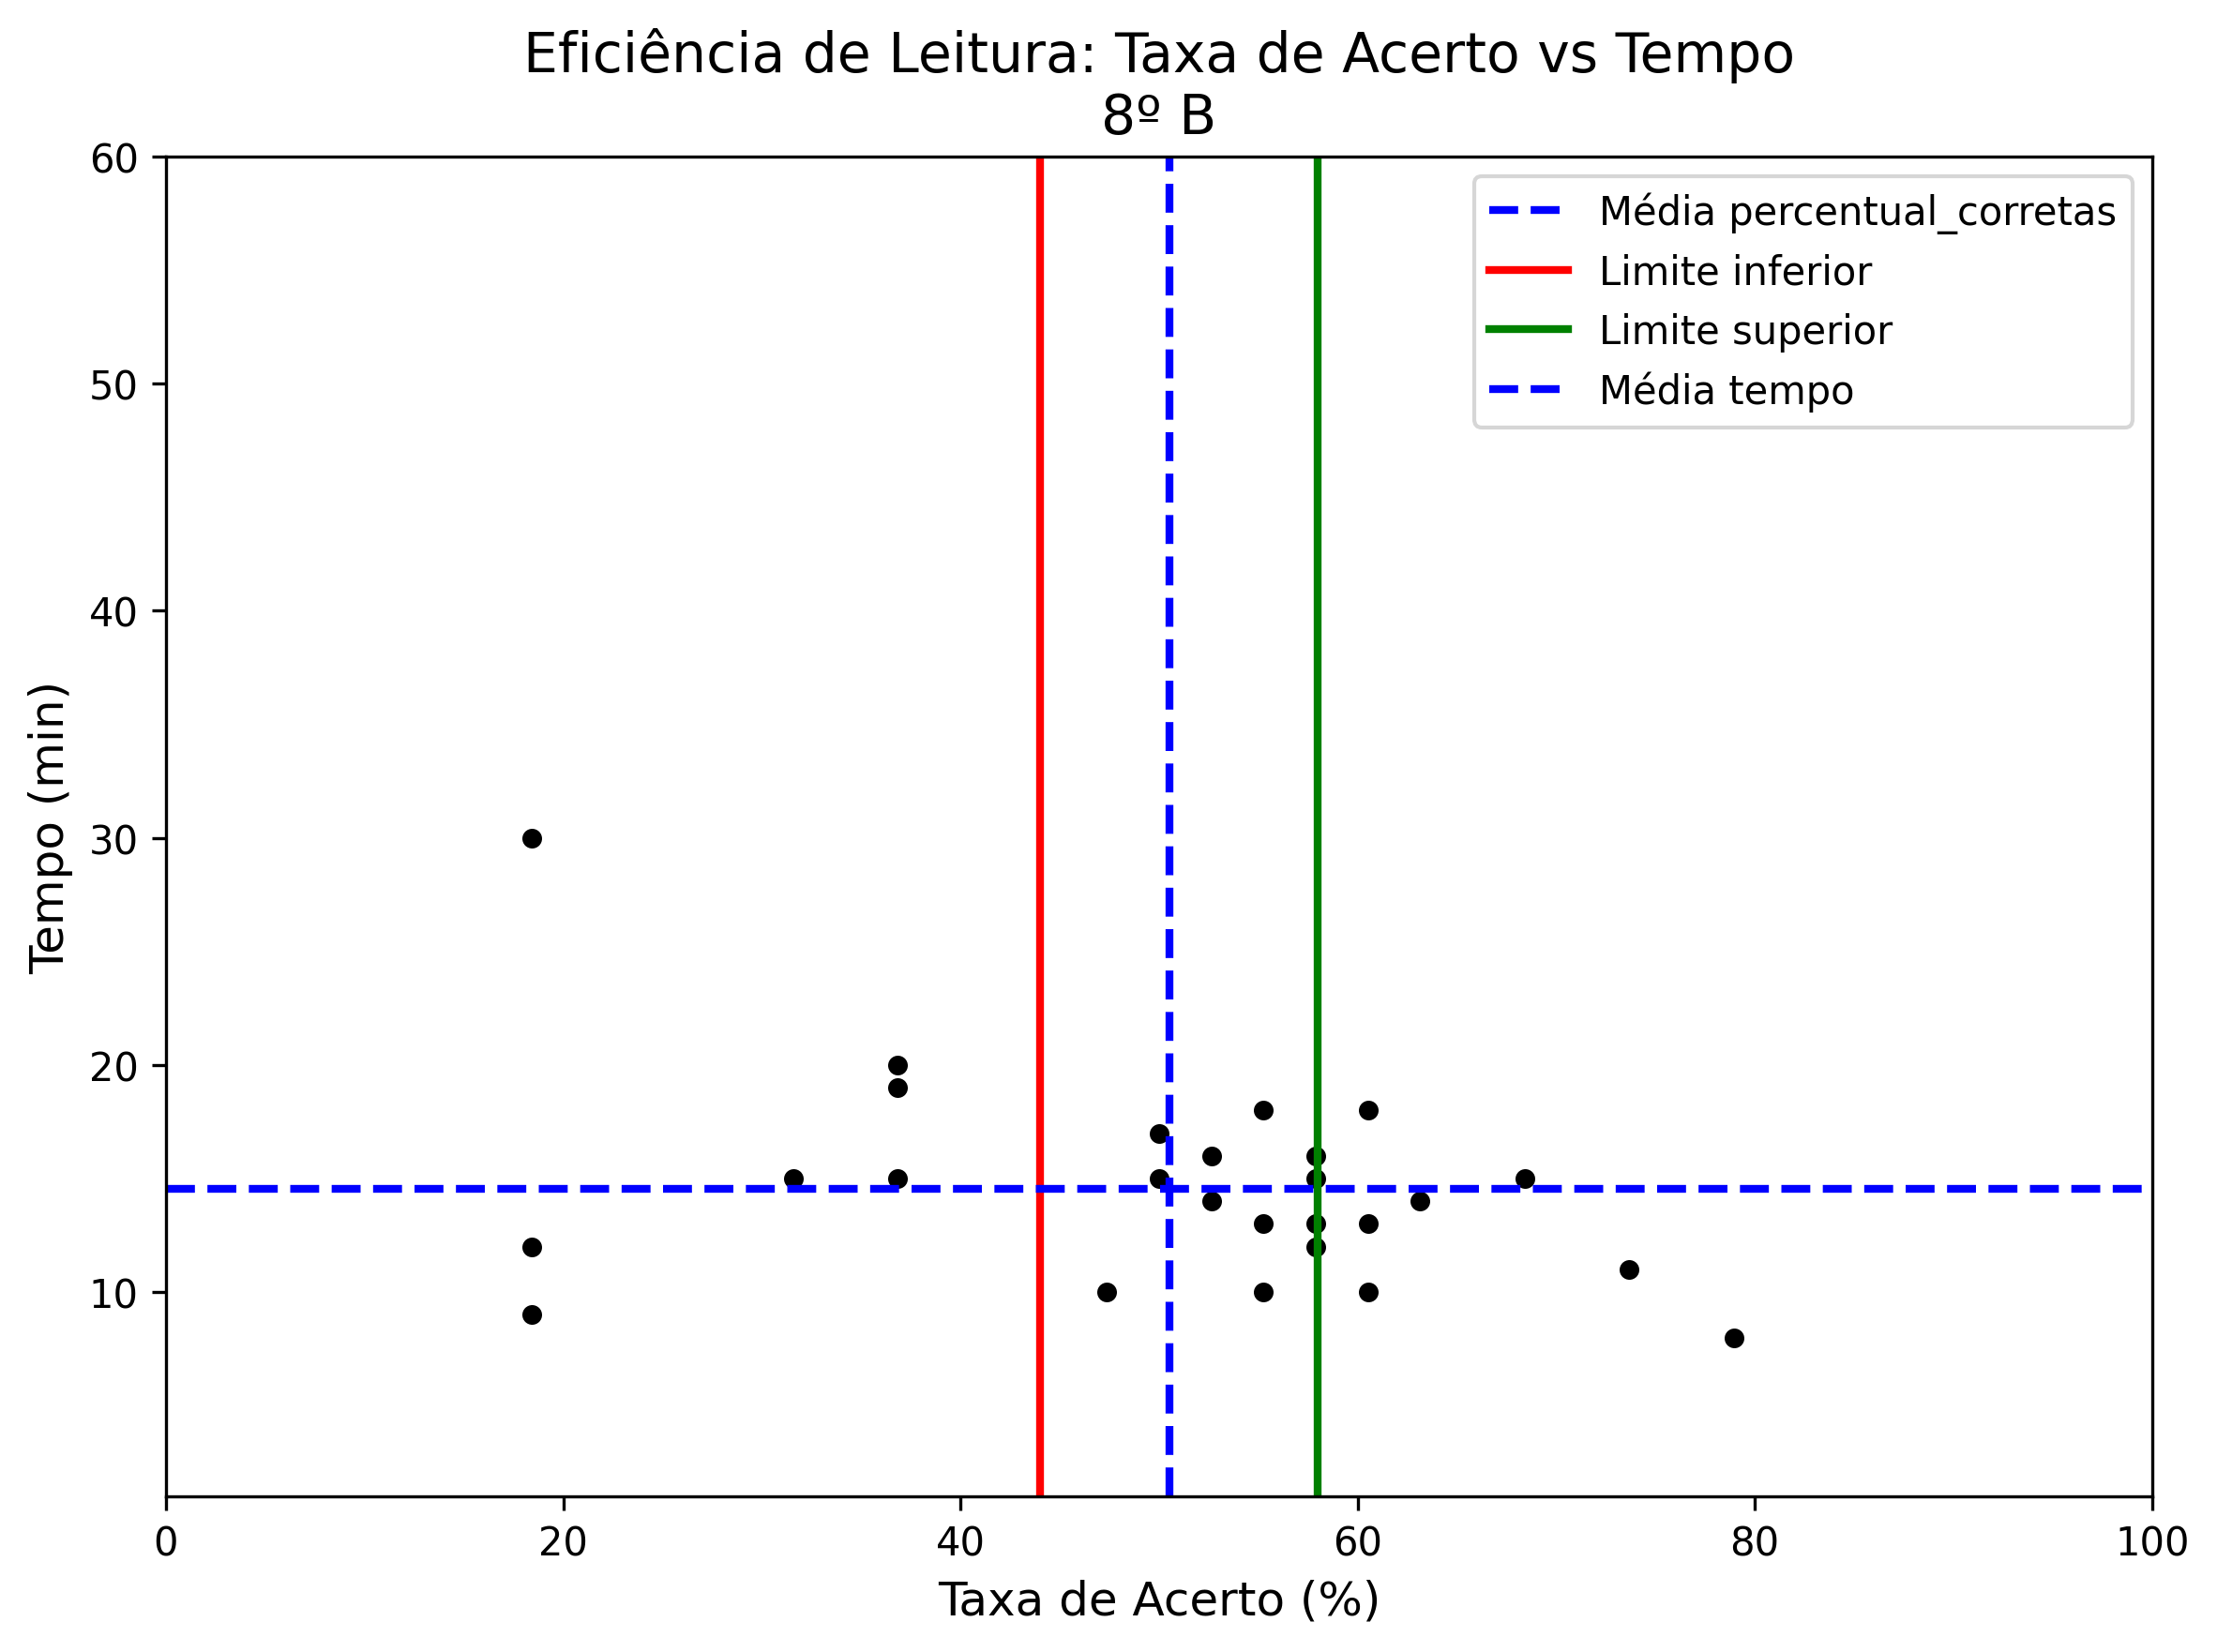 Eficiência de Leitura: Taxa de Acerto vs Tempo
8º B
Média percentual_corretas
Limite inferior
Limite superior
Média tempo
Tempo (min)
60
50
40
30
20
10
0 20 40 60 80 100
Taxa de Acerto (%)